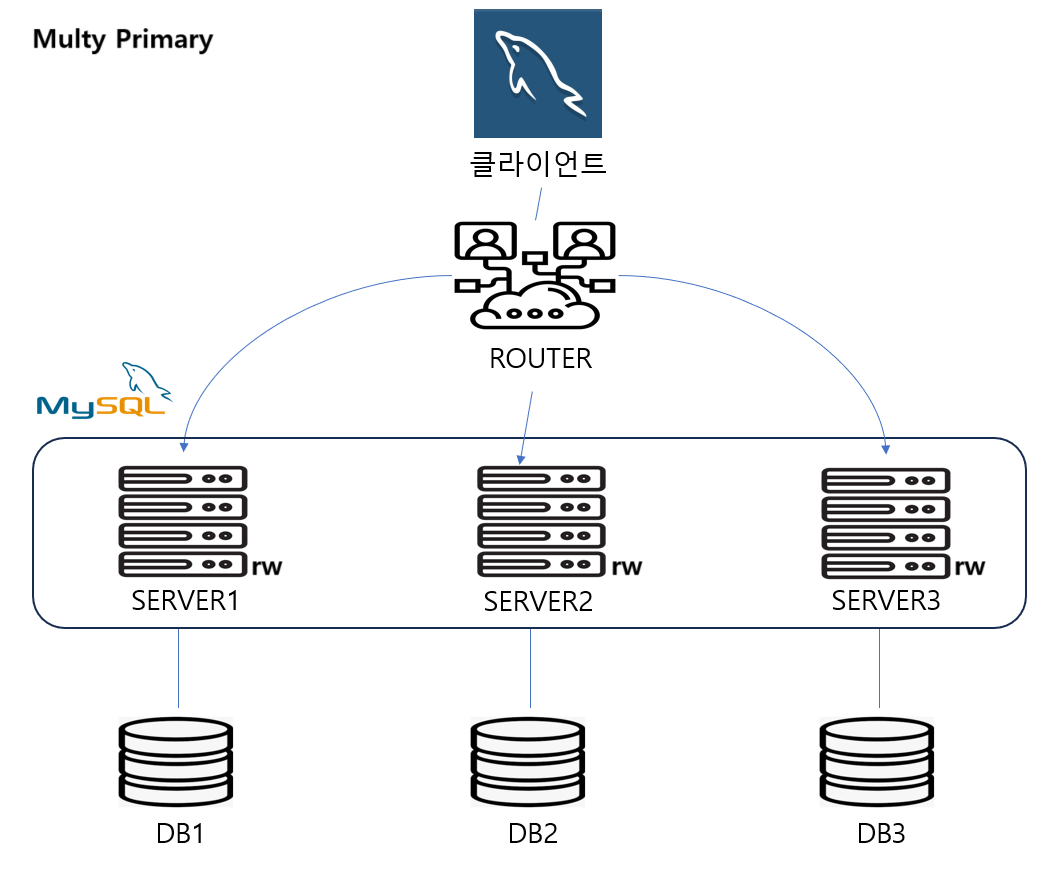 Multy Primary
클라이언트
ROUTER
MySQL
rw
rw
rw
SERVER1
SERVER2
SERVER3
DB1
DB2
DB3